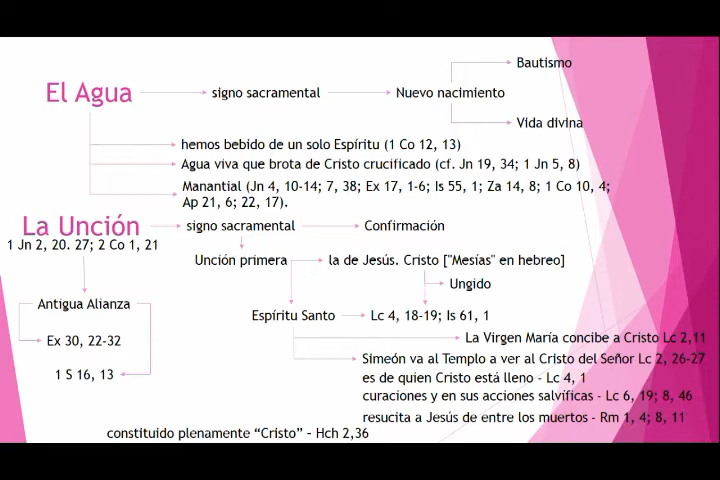 Bautismo
El Agua signo sacramental Nuevo nacimiento
Vida divina
hemos bebido de un solo Espíritu (1 Co 12, 13)
Agua viva que brota de Cristo crucificado (cf. Jn 19, 34; 1 Jn 5, 8)
Manantial (Jn 4, 10-14; 7, 38; Ex 17, 1-6; Is 55, 1; Za 14, 8; 1 Co 10, 4;
Ap 21, 6; 22, 17).
La Unción signo sacramental Confirmación
1 Jn 2, 20. 27; 2 Co 1, 21
Unción primera la de Jesús. Cristo ["Mesías" en hebreo]
Ungido
Antigua Alianza
Espíritu Santo Lc 4, 18-19; Is 61, 1
Ex 30, 22-32
La Virgen María concibe a Cristo Lc 2,11
Simeón va al Templo a ver al Cristo del Señor Lc 2, 26-27
1 S 16, 13
es de quien Cristo está lleno - Lc 4, 1
curaciones y en sus acciones salvíficas - Lc 6, 19; 8, 46
resucita a Jesús de entre los muertos - Rm 1, 4; 8, 11
constituido plenamente “Cristo” – Hch 2,36